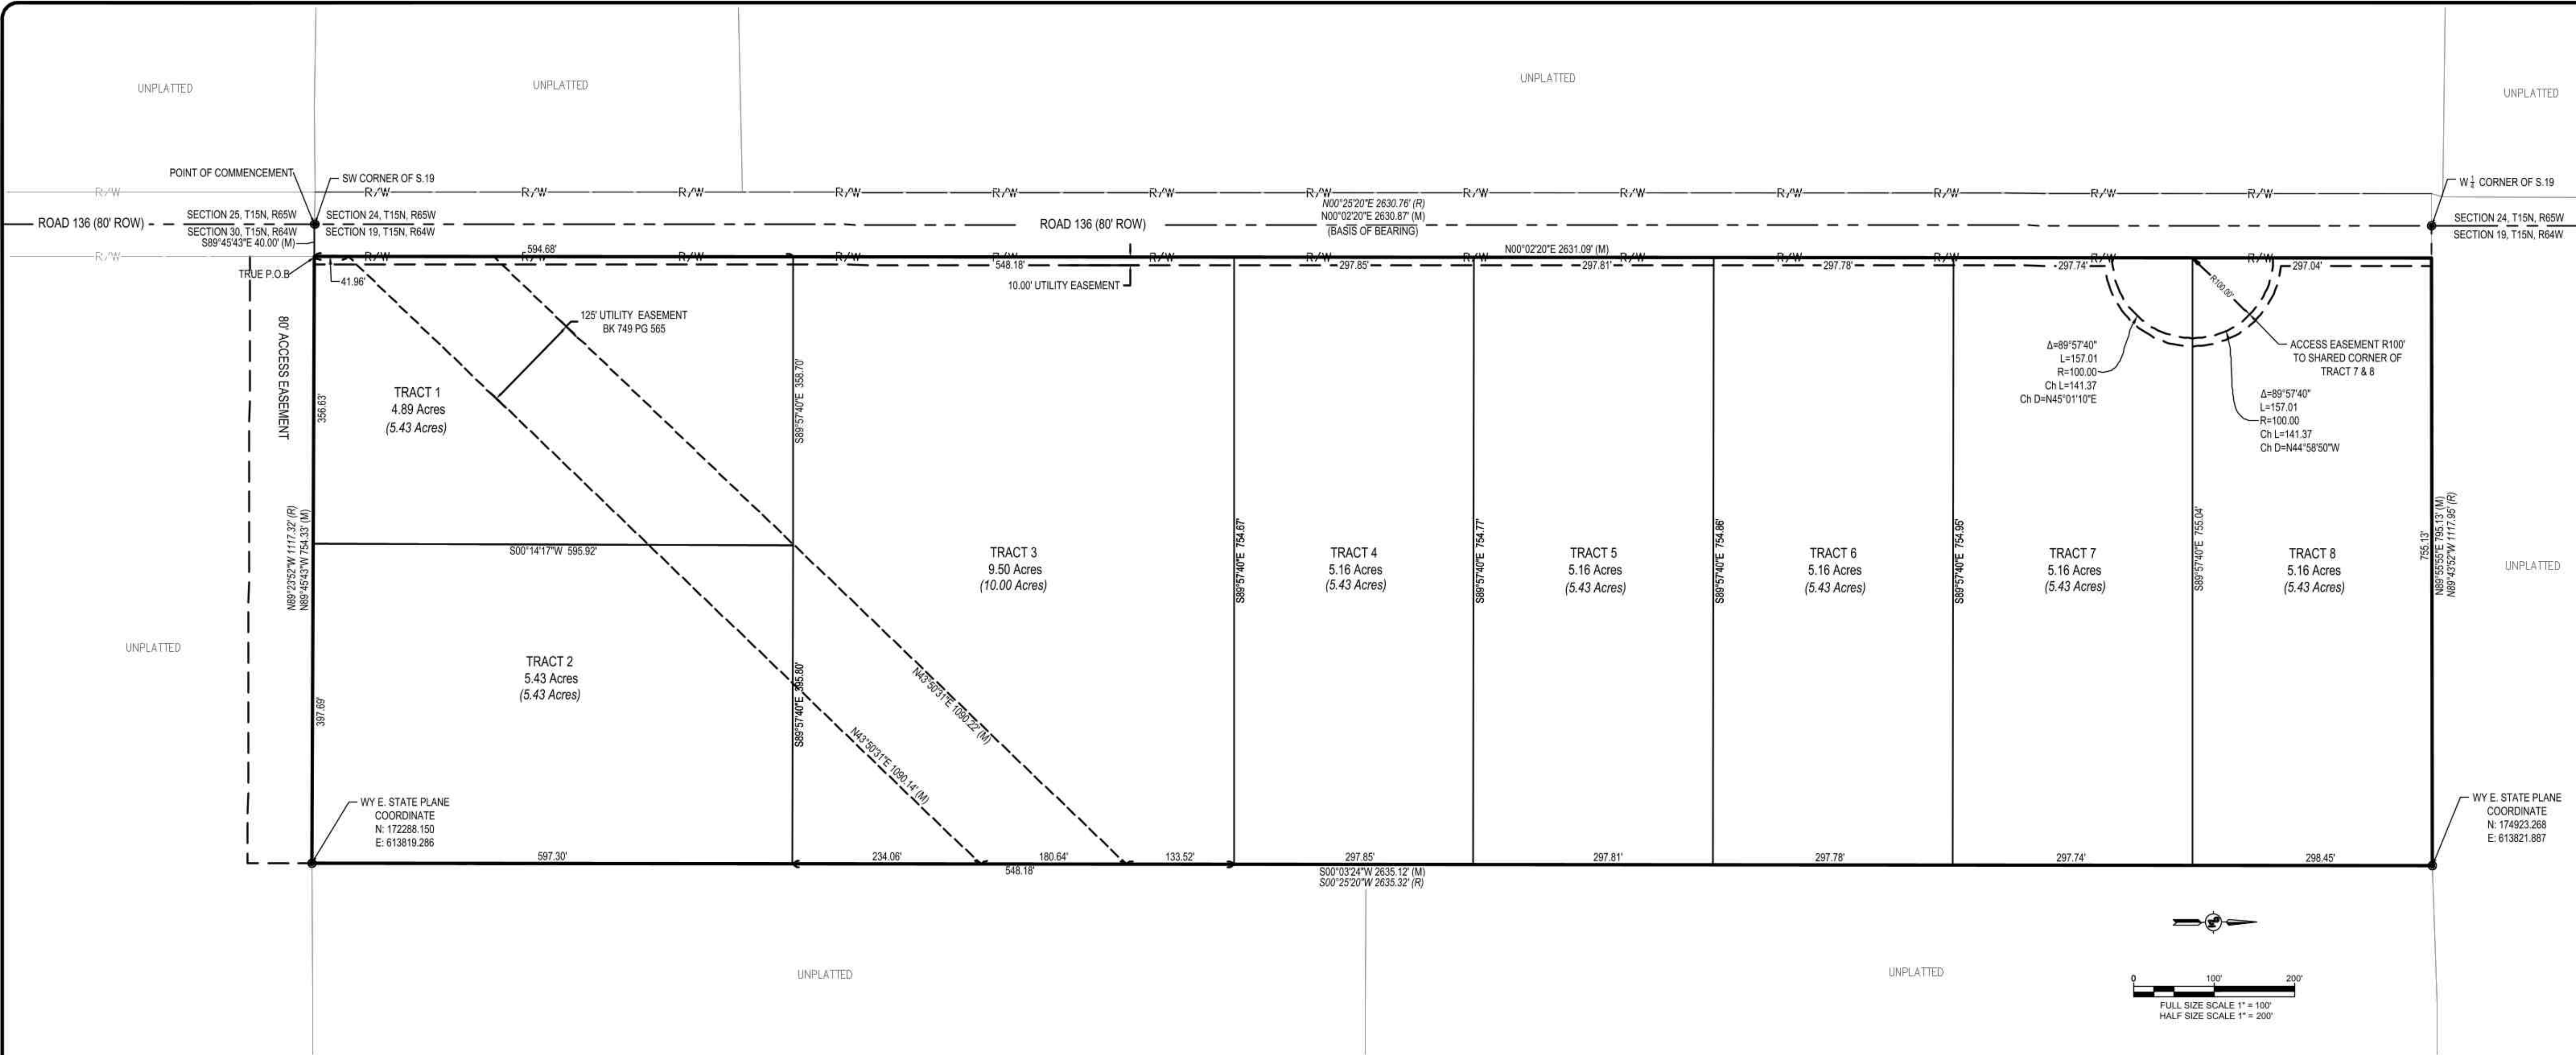 UNPLATTED
UNPLATTED
UNPLATTED
UNPLATTED
POINT OF COMMENCEMENT
SW CORNER OF S.19
W 1/4 CORNER OF S.19
R/W R/W R/W R/W R/W R/W R/W R/W R/W R/W R/W R/W R/W R/W
ROAD 136 (80' ROW)
SECTION 25, T15N, R65W
SECTION 30, T15N, R64W
SECTION 24, T15N, R65W
SECTION 19, T15N, R64W
ROAD 136 (80' ROW)
N00°25'20"E 2630.76' (R)
N00°02'20"E 2630.87' (M)
(BASIS OF BEARING)
SECTION 24, T15N, R65W
SECTION 19, T15N, R64W
S89°45'43"E 40.00' (M)
N00°02'20"E 2631.09' (M)
R/W R/W R/W R/W R/W R/W R/W R/W R/W R/W R/W R/W R/W R/W
TRUE P.O.B
594.68'
548.18'
297.85'
297.81'
297.78'
297.74'
297.04'
41.96'
10.00' UTILITY EASEMENT
R100.00'
125' UTILITY EASEMENT
BK 749 PG 565
80' ACCESS EASEMENT
356.63'
S89°57'40"E 358.70'
Δ=89°57'40"
L=157.01
R=100.00
Ch L=141.37
Ch D=N45°01'10"E
ACCESS EASEMENT R100'
TO SHARED CORNER OF
TRACT 7 & 8
Δ=89°57'40"
L=157.01
R=100.00
Ch L=141.37
Ch D=N44°58'50"W
TRACT 1
4.89 Acres
(5.43 Acres)
N89°23'52"W 1117.32' (R)
N89°45'43"W 754.33' (M)
S00°14'17"W 595.92'
TRACT 3
9.50 Acres
(10.00 Acres)
S89°57'40"E 754.67'
TRACT 4
5.16 Acres
(5.43 Acres)
S89°57'40"E 754.77'
TRACT 5
5.16 Acres
(5.43 Acres)
S89°57'40"E 754.86'
TRACT 6
5.16 Acres
(5.43 Acres)
S89°57'40"E 754.95'
TRACT 7
5.16 Acres
(5.43 Acres)
S89°57'40"E 755.04'
TRACT 8
5.16 Acres
(5.43 Acres)
755.13'
N89°55'55"E 795.13' (M)
N89°43'52"W 1117.95' (R)
UNPLATTED
UNPLATTED
TRACT 2
5.43 Acres
(5.43 Acres)
397.69'
S89°57'40"E 395.80'
N43°50'31"E 1090.22' (M)
N43°50'31"E 1090.14' (M)
WY E. STATE PLANE
COORDINATE
N: 172288.150
E: 613819.286
WY E. STATE PLANE
COORDINATE
N: 174923.268
E: 613821.887
597.30'
234.06'
180.64'
133.52'
297.85'
297.81'
297.78'
297.74'
298.45'
548.18'
S00°03'24"W 2635.12' (M)
S00°25'20"W 2635.32' (R)
UNPLATTED
UNPLATTED
0 100' 200'
FULL SIZE SCALE 1" = 100'
HALF SIZE SCALE 1" = 200'